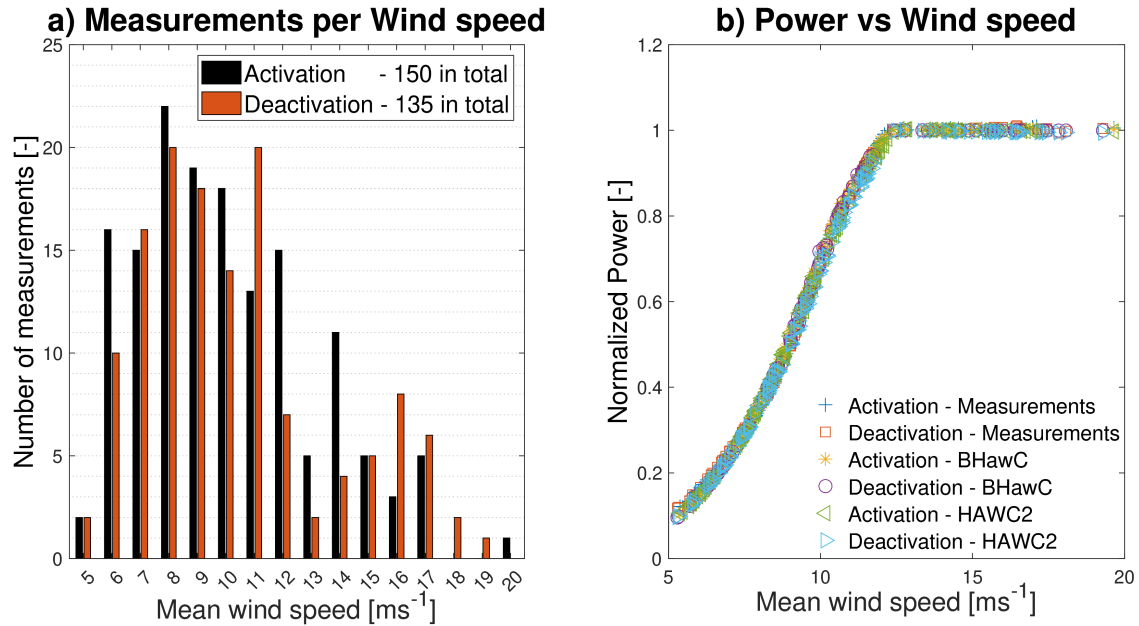 a) Measurements per Wind speed
25
20
15
10
5
0
Number of measurements [-]
Activation - 150 in total
Deactivation - 135 in total
5 6 7 8 9 10 11 12 13 14 15 16 17 18 19 20
Mean wind speed [ms-1]
b) Power vs Wind speed
1.2
1
0.8
0.6
0.4
0.2
0
Normalized Power [-]
Activation - Measurements
Deactivation - Measurements
Activation - BHawC
Deactivation - BHawC
Activation - HAWC2
Deactivation - HAWC2
5 10 15 20
Mean wind speed [ms-1]